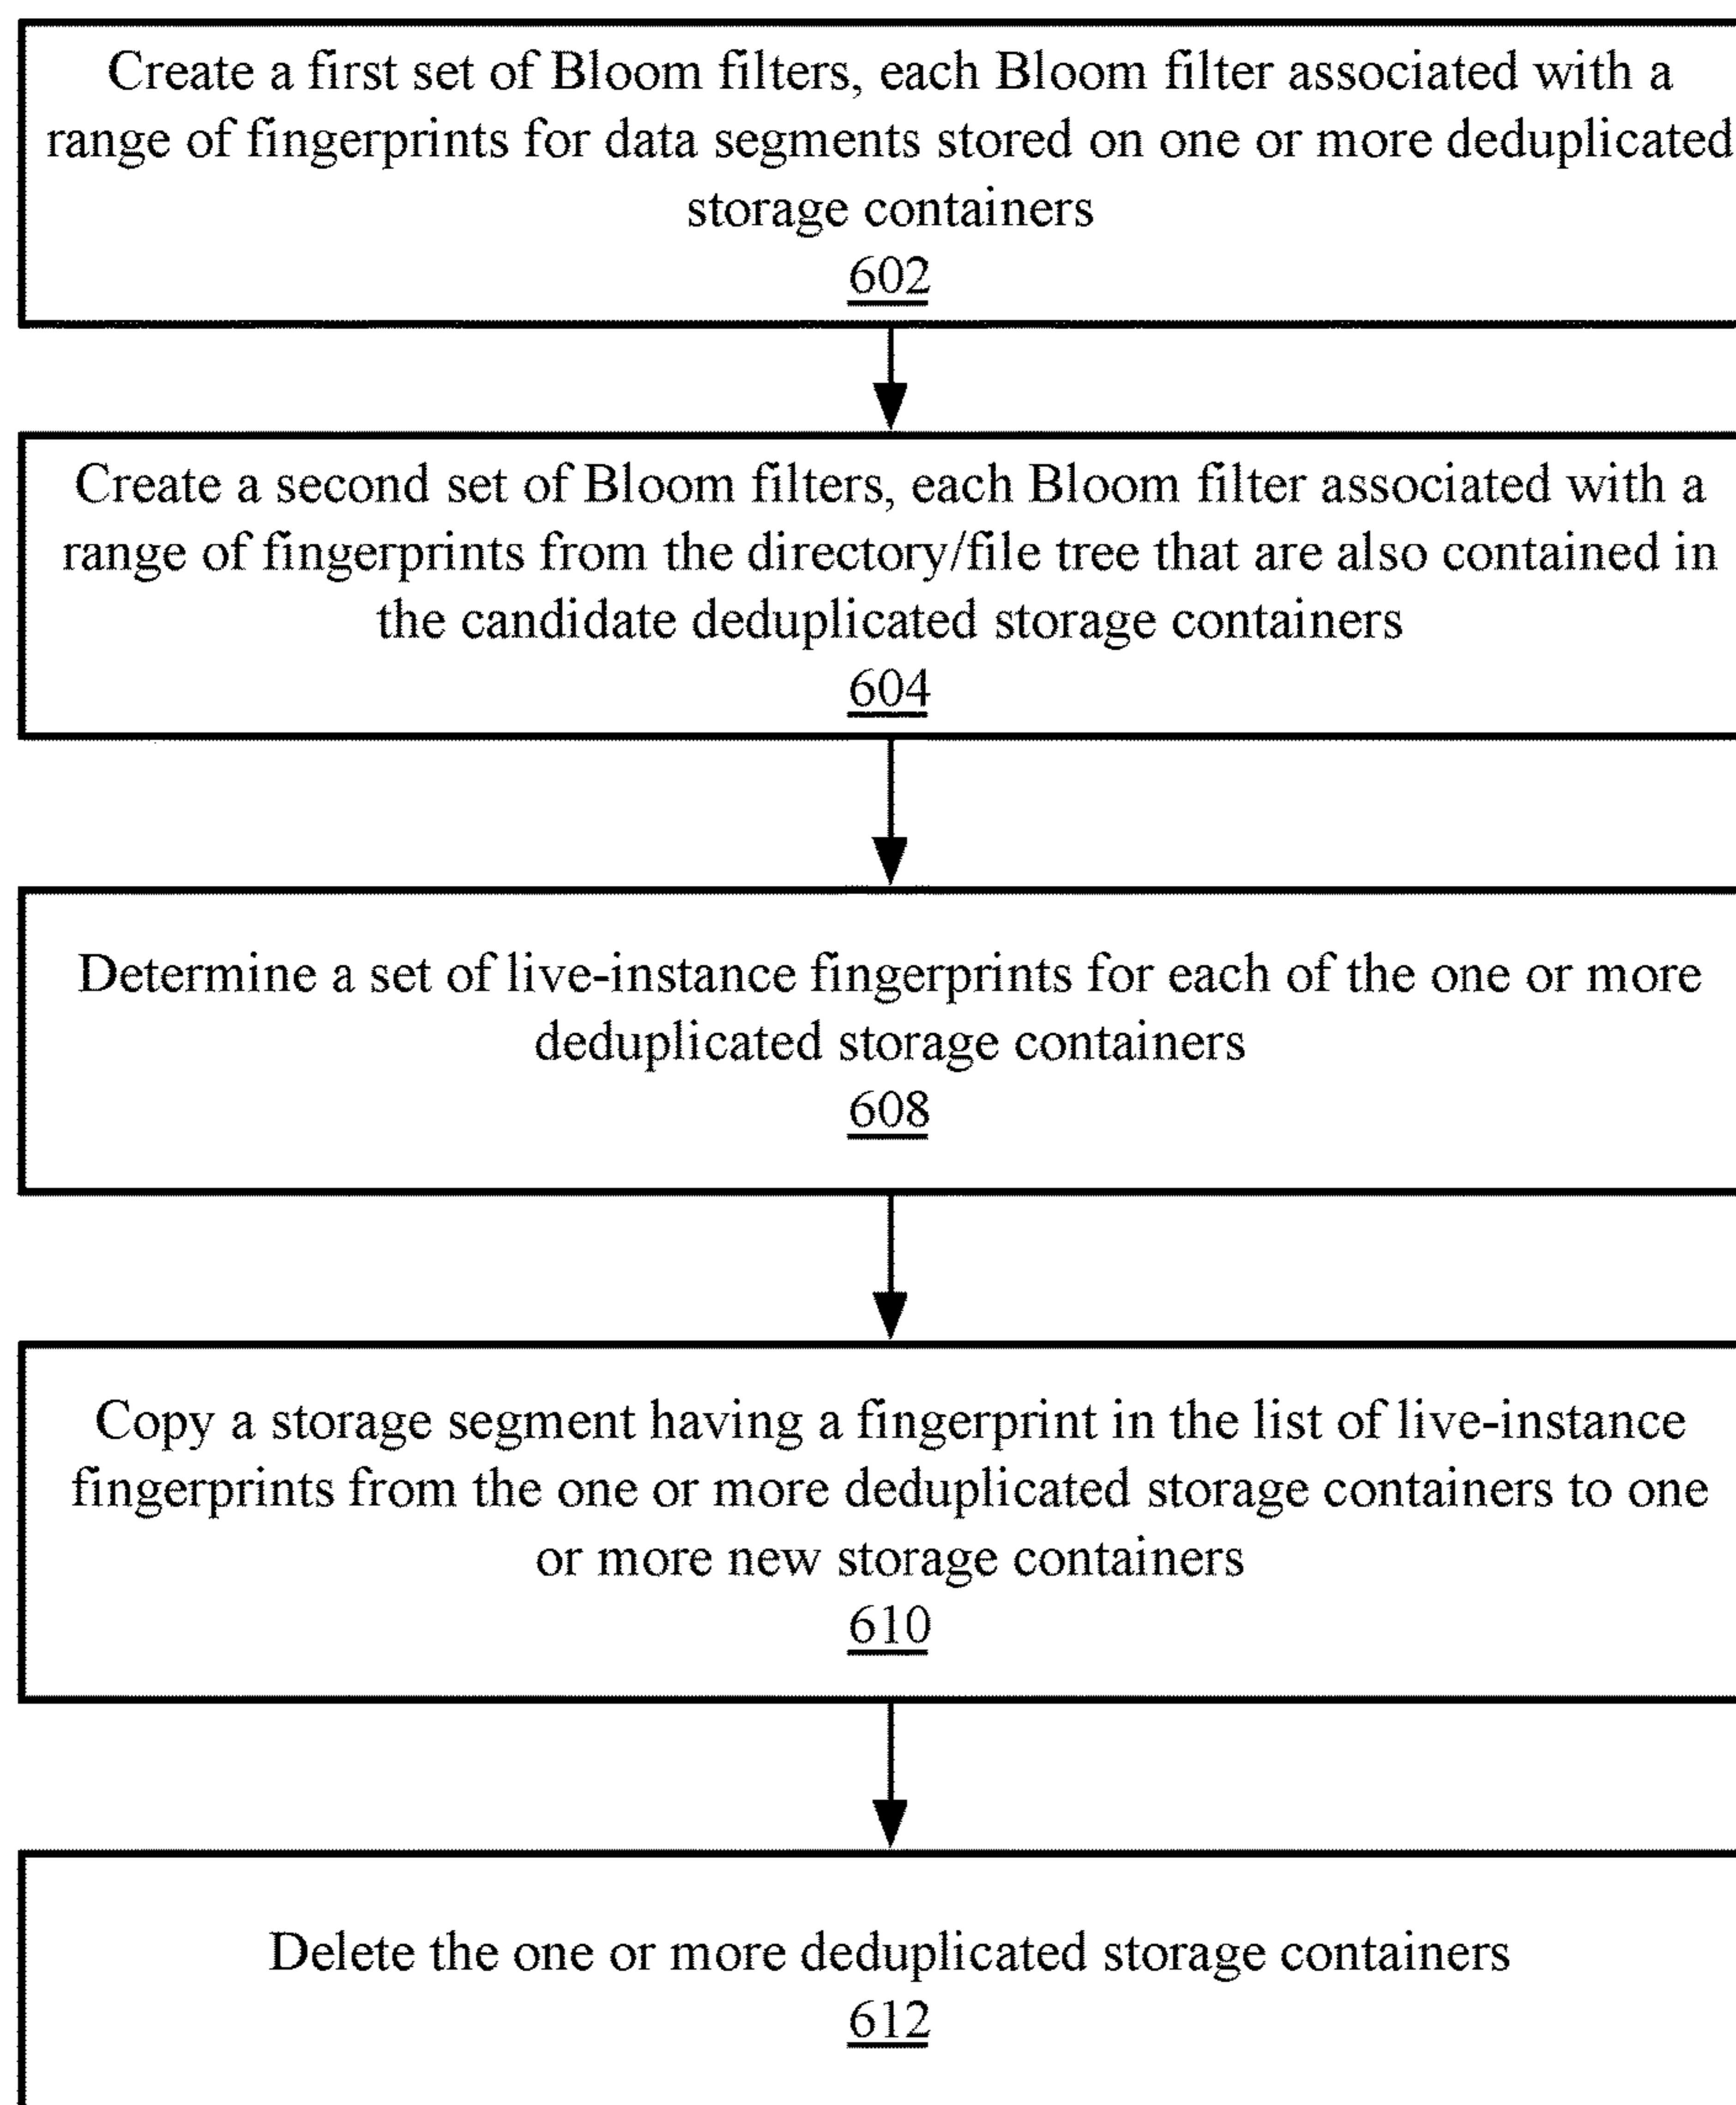 Create a first set of Bloom filters, each Bloom filter associated with a
range of fingerprints for data segments stored on one or more deduplicated
storage containers
602
Create a second set of Bloom filters, each Bloom filter associated with a
range of fingerprints from the directory/file tree that are also contained in
the candidate deduplicated storage containers
604
Determine a set of live-instance fingerprints for each of the one or more
deduplicated storage containers
608
Copy a storage segment having a fingerprint in the list of live-instance
fingerprints from the one or more deduplicated storage containers to one
or more new storage containers
610
Delete the one or more deduplicated storage containers
612